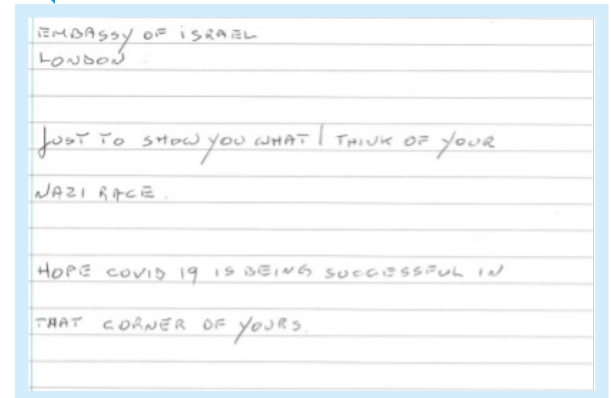 EMBASSY OF ISRAEL
LONDON
JUST TO SHOW YOU WHAT I THINK OF YOUR
NAZI RACE.
HOPE COVID 19 IS BEING SUCCESSFUL IN
THAT CORNER OF YOURS.